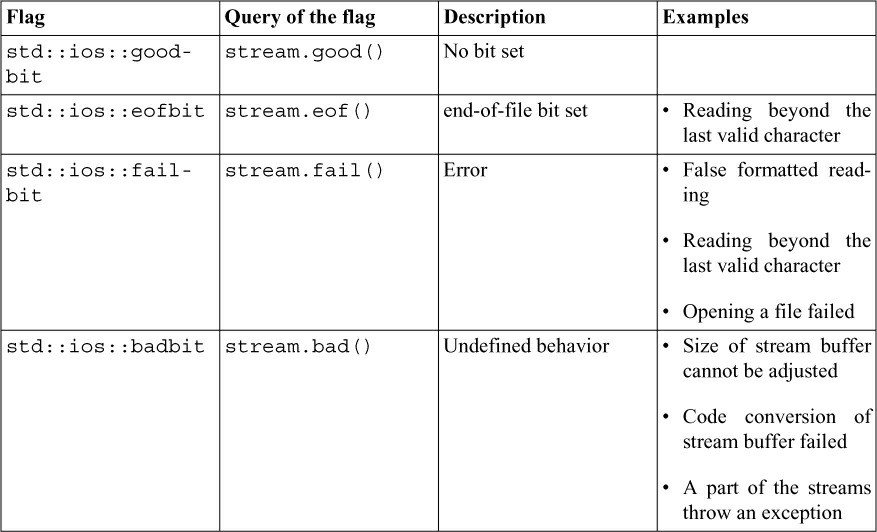 Flag Query of the flag Description Examples
std::ios::good-
bit
stream.good()
No bit set
std::ios::eofbit
stream.eof()
end-of-file bit set
• Reading beyond the
last valid character
std::ios::fail-
bit
stream.fail()
Error
• False formatted read-
ing
• Reading beyond the
last valid character
• Opening a file failed
std::ios::badbit
stream.bad()
Undefined behavior
• Size of stream buffer
cannot be adjusted
• Code conversion of
stream buffer failed
• A part of the streams
throw an exception